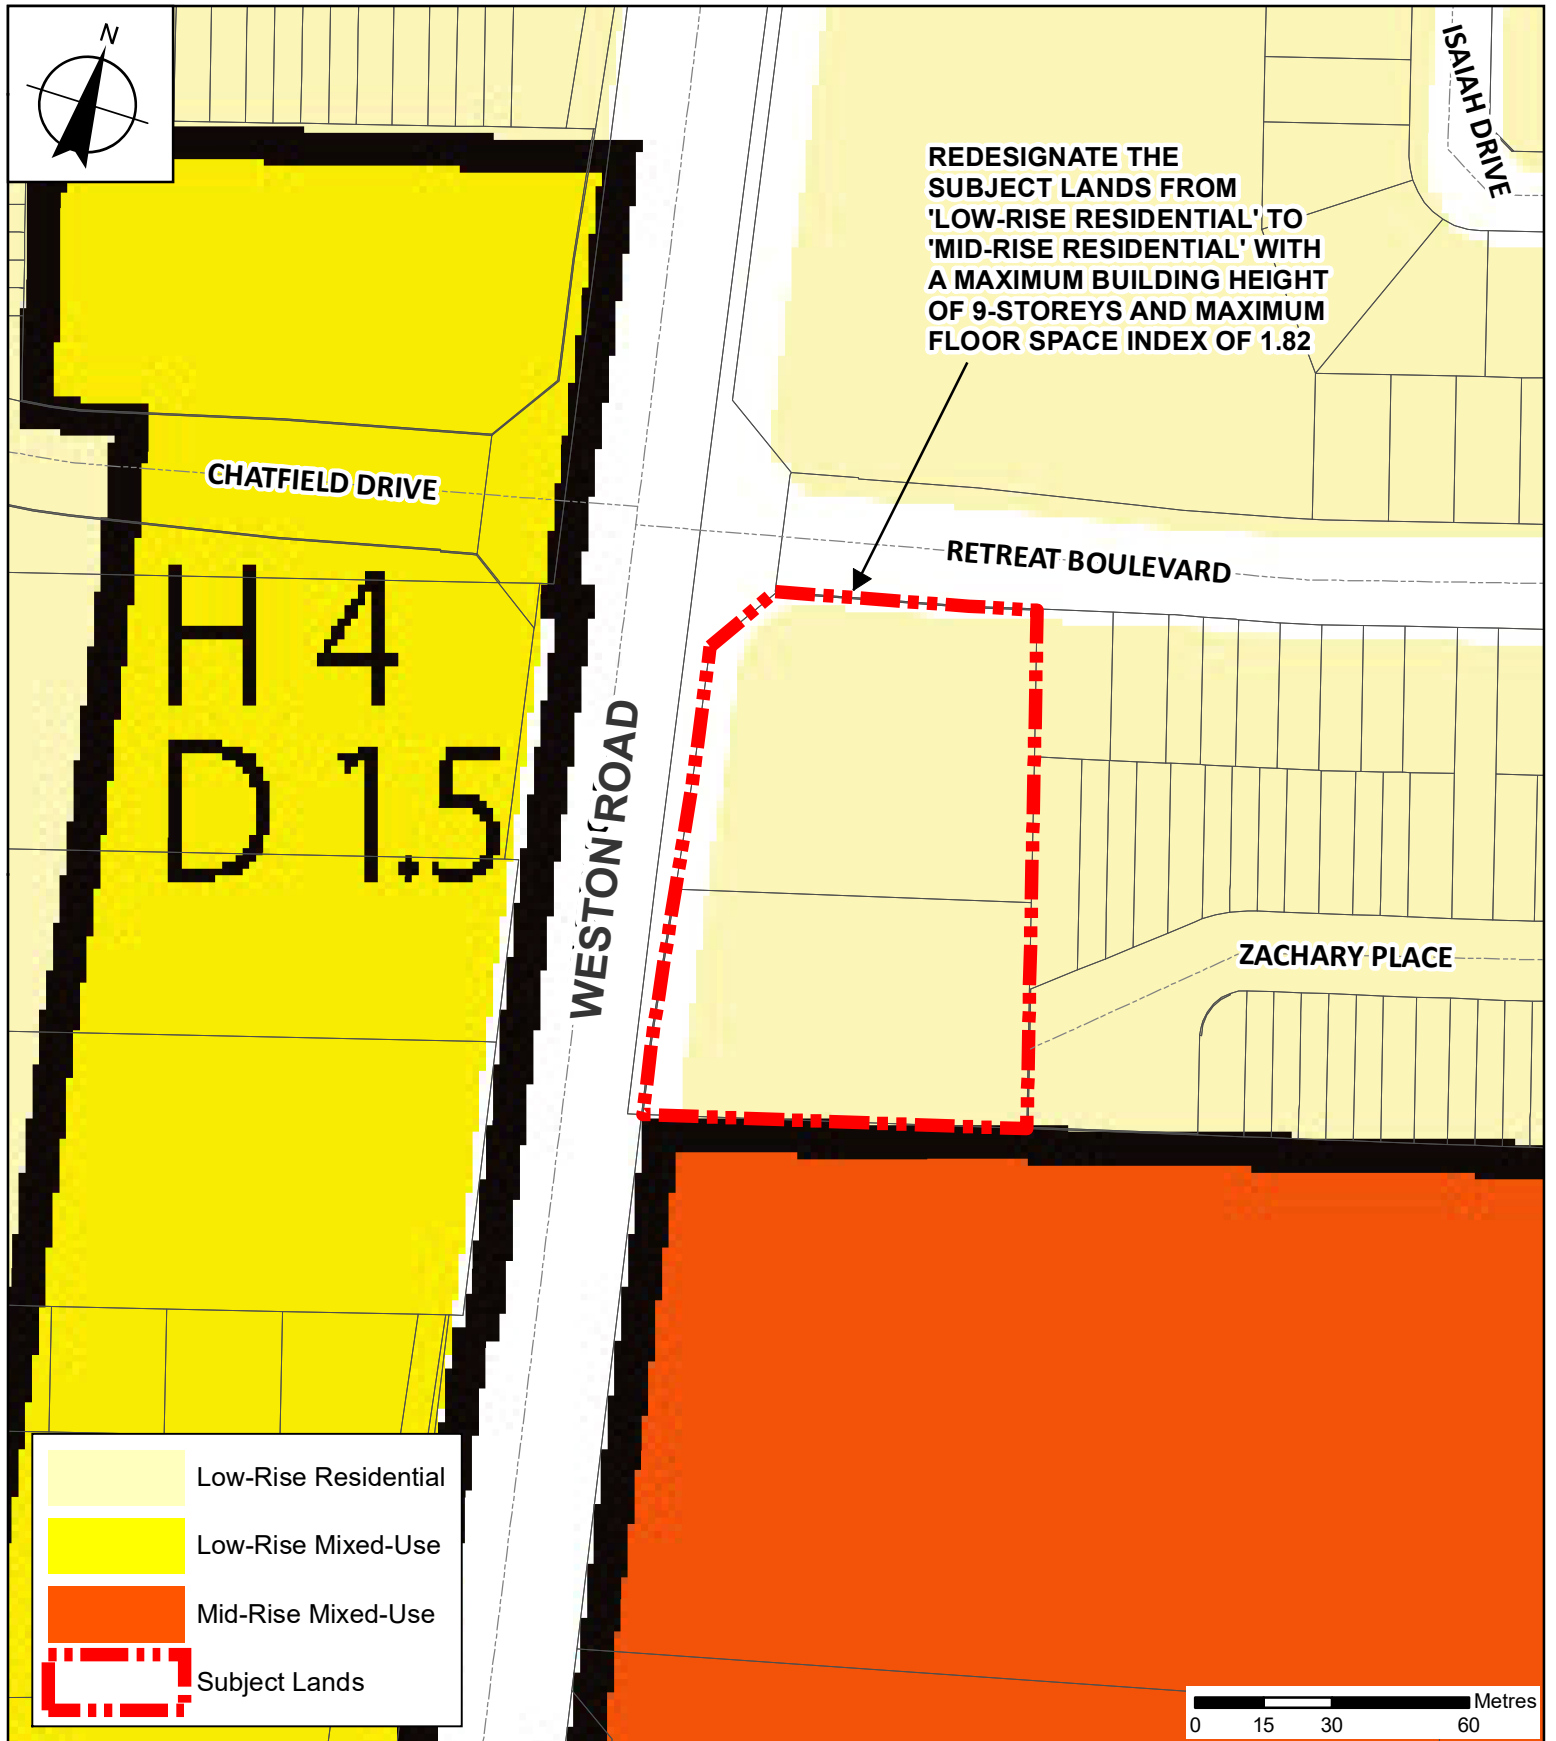 N
ISAIAH DRIVE
REDESIGNATE THE
SUBJECT LANDS FROM
'LOW-RISE RESIDENTIAL' TO
'MID-RISE RESIDENTIAL' WITH
A MAXIMUM BUILDING HEIGHT
OF 9-STOREYS AND MAXIMUM
FLOOR SPACE INDEX OF 1.82
CHATFIELD DRIVE
RETREAT BOULEVARD
H 4
D 1.5
WESTON ROAD
ZACHARY PLACE
Low-Rise Residential
Low-Rise Mixed-Use
Mid-Rise Mixed-Use
Subject Lands
Metres
0 15 30 60